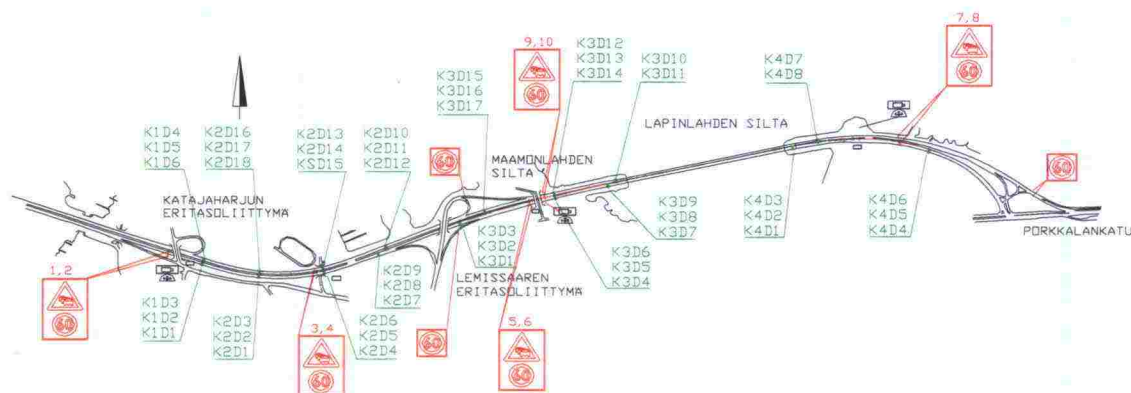 7,8
60
9,10
60
K3D12
K3D13
K3D14
K3D10
K3D11
K4D7
K4D8
K3D15
K3D16
K3D17
LAPINLAHDEN SILTA
K1D4
K1D5
K1D6
K2D16
K2D17
K2D18
K2D13
K2D14
KSD15
K2D10
K2D11
K2D12
60
MAAMONLAHDEN
SILTA
60
KATAJAHARJUN
ERITASOLIITTYMÄ
K3D9
K3D8
K3D7
K4D3
K4D2
K4D1
K4D6
K4D5
K4D4
PORKKALANKATU
K3D3
K3D2
K3D1
K3D6
K3D5
K3D4
LEMISSAAREN
ERITASOLIITTYMÄ
1,2
60
K2D9
K2D8
K2D7
K1D3
K1D2
K1D1
K2D3
K2D2
K2D1
3,4
60
K2D6
K2D5
K2D4
60
5,6
60